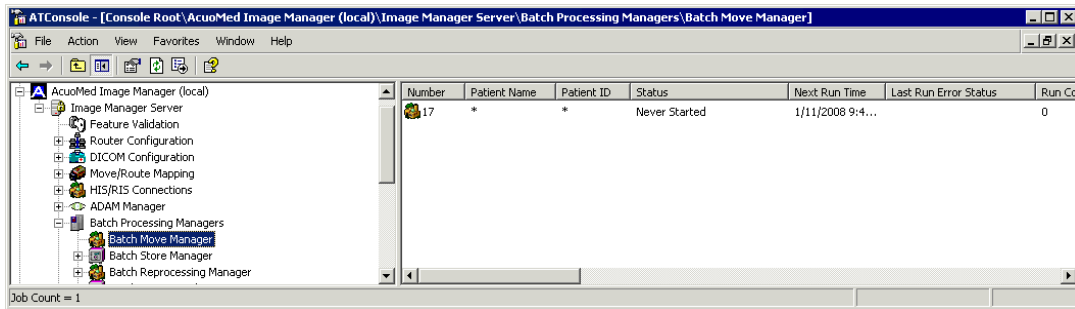 ATConsole - [Console Root\AcuoMed Image Manager (local)\Image Manager Server\Batch Processing Managers\Batch Move Manager]
File Action View Favorites Window Help
AcuoMed Image Manager (local)
Image Manager Server
Feature Validation
Router Configuration
DICOM Configuration
Move/Route Mapping
HIS/RIS Connections
ADAM Manager
Batch Processing Managers
Batch Move Manager
Batch Store Manager
Batch Reprocessing Manager
Number Patient Name Patient ID Status Next Run Time Last Run Error Status Run Co
17 * * Never Started 1/11/2008 9:4... 0
Job Count = 1